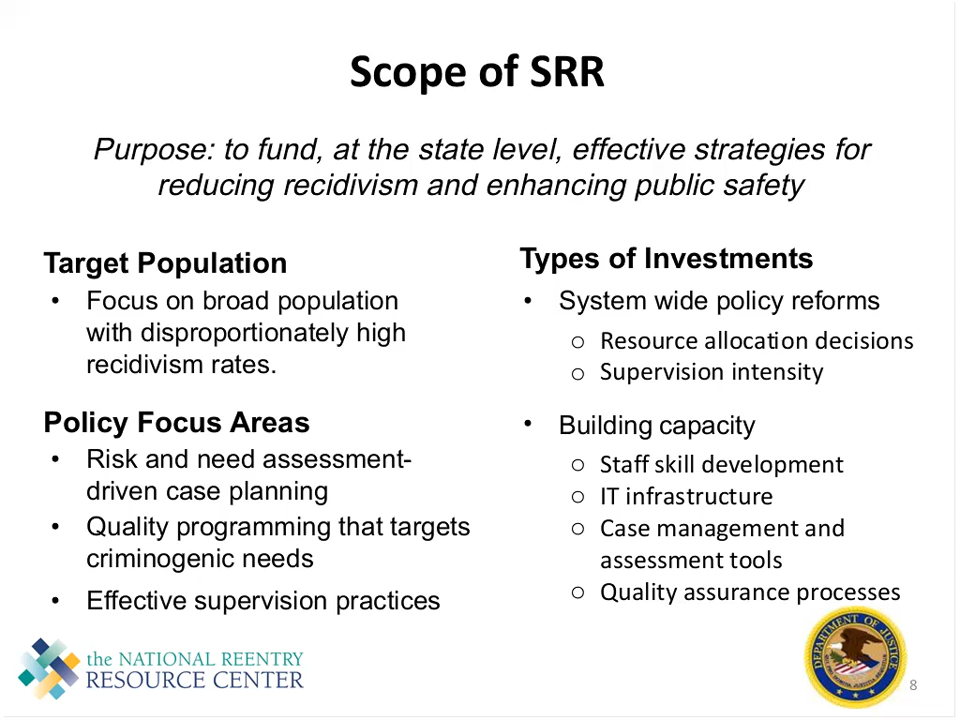 Scope of SRR
Purpose: to fund, at the state level, effective strategies for
reducing recidivism and enhancing public safety
Target Population
• Focus on broad population
with disproportionately high
recidivism rates.
Policy Focus Areas
• Risk and need assessment-
driven case planning
• Quality programming that targets
criminogenic needs
• Effective supervision practices
Types of Investments
• System wide policy reforms
○ Resource allocation decisions
○ Supervision intensity
• Building capacity
○ Staff skill development
○ IT infrastructure
○ Case management and
assessment tools
○ Quality assurance processes
the NATIONAL REENTRY
RESOURCE CENTER
DEPARTMENT OF JUSTICE
8